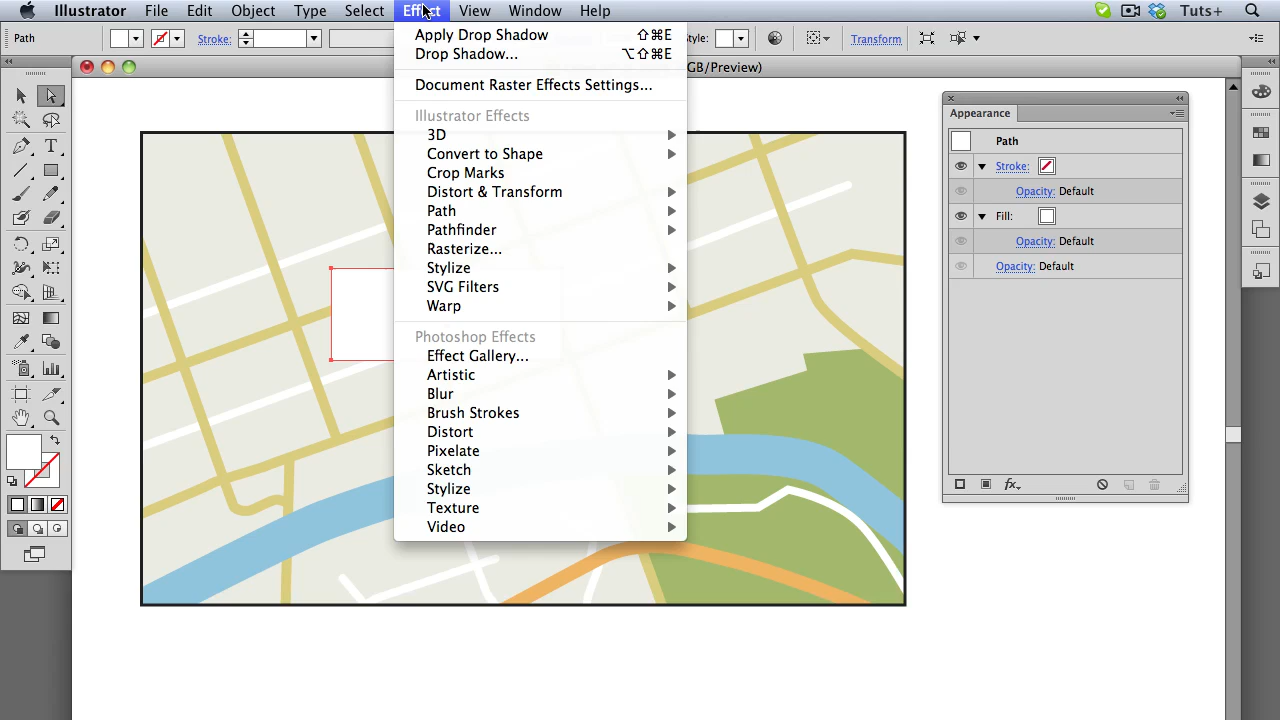 Illustrator File Edit Object Type Select Effect View Window Help Tuts+
Path Stroke: Style: Transform
GB/Preview)
Apply Drop Shadow ⇧⌘E
Drop Shadow... ⌥⇧⌘E
Document Raster Effects Settings...
Illustrator Effects
3D
Convert to Shape
Crop Marks
Distort & Transform
Path
Pathfinder
Rasterize...
Stylize
SVG Filters
Warp
Photoshop Effects
Effect Gallery...
Artistic
Blur
Brush Strokes
Distort
Pixelate
Sketch
Stylize
Texture
Video
Appearance
Path
Stroke:
Opacity: Default
Fill:
Opacity: Default
Opacity: Default
fx